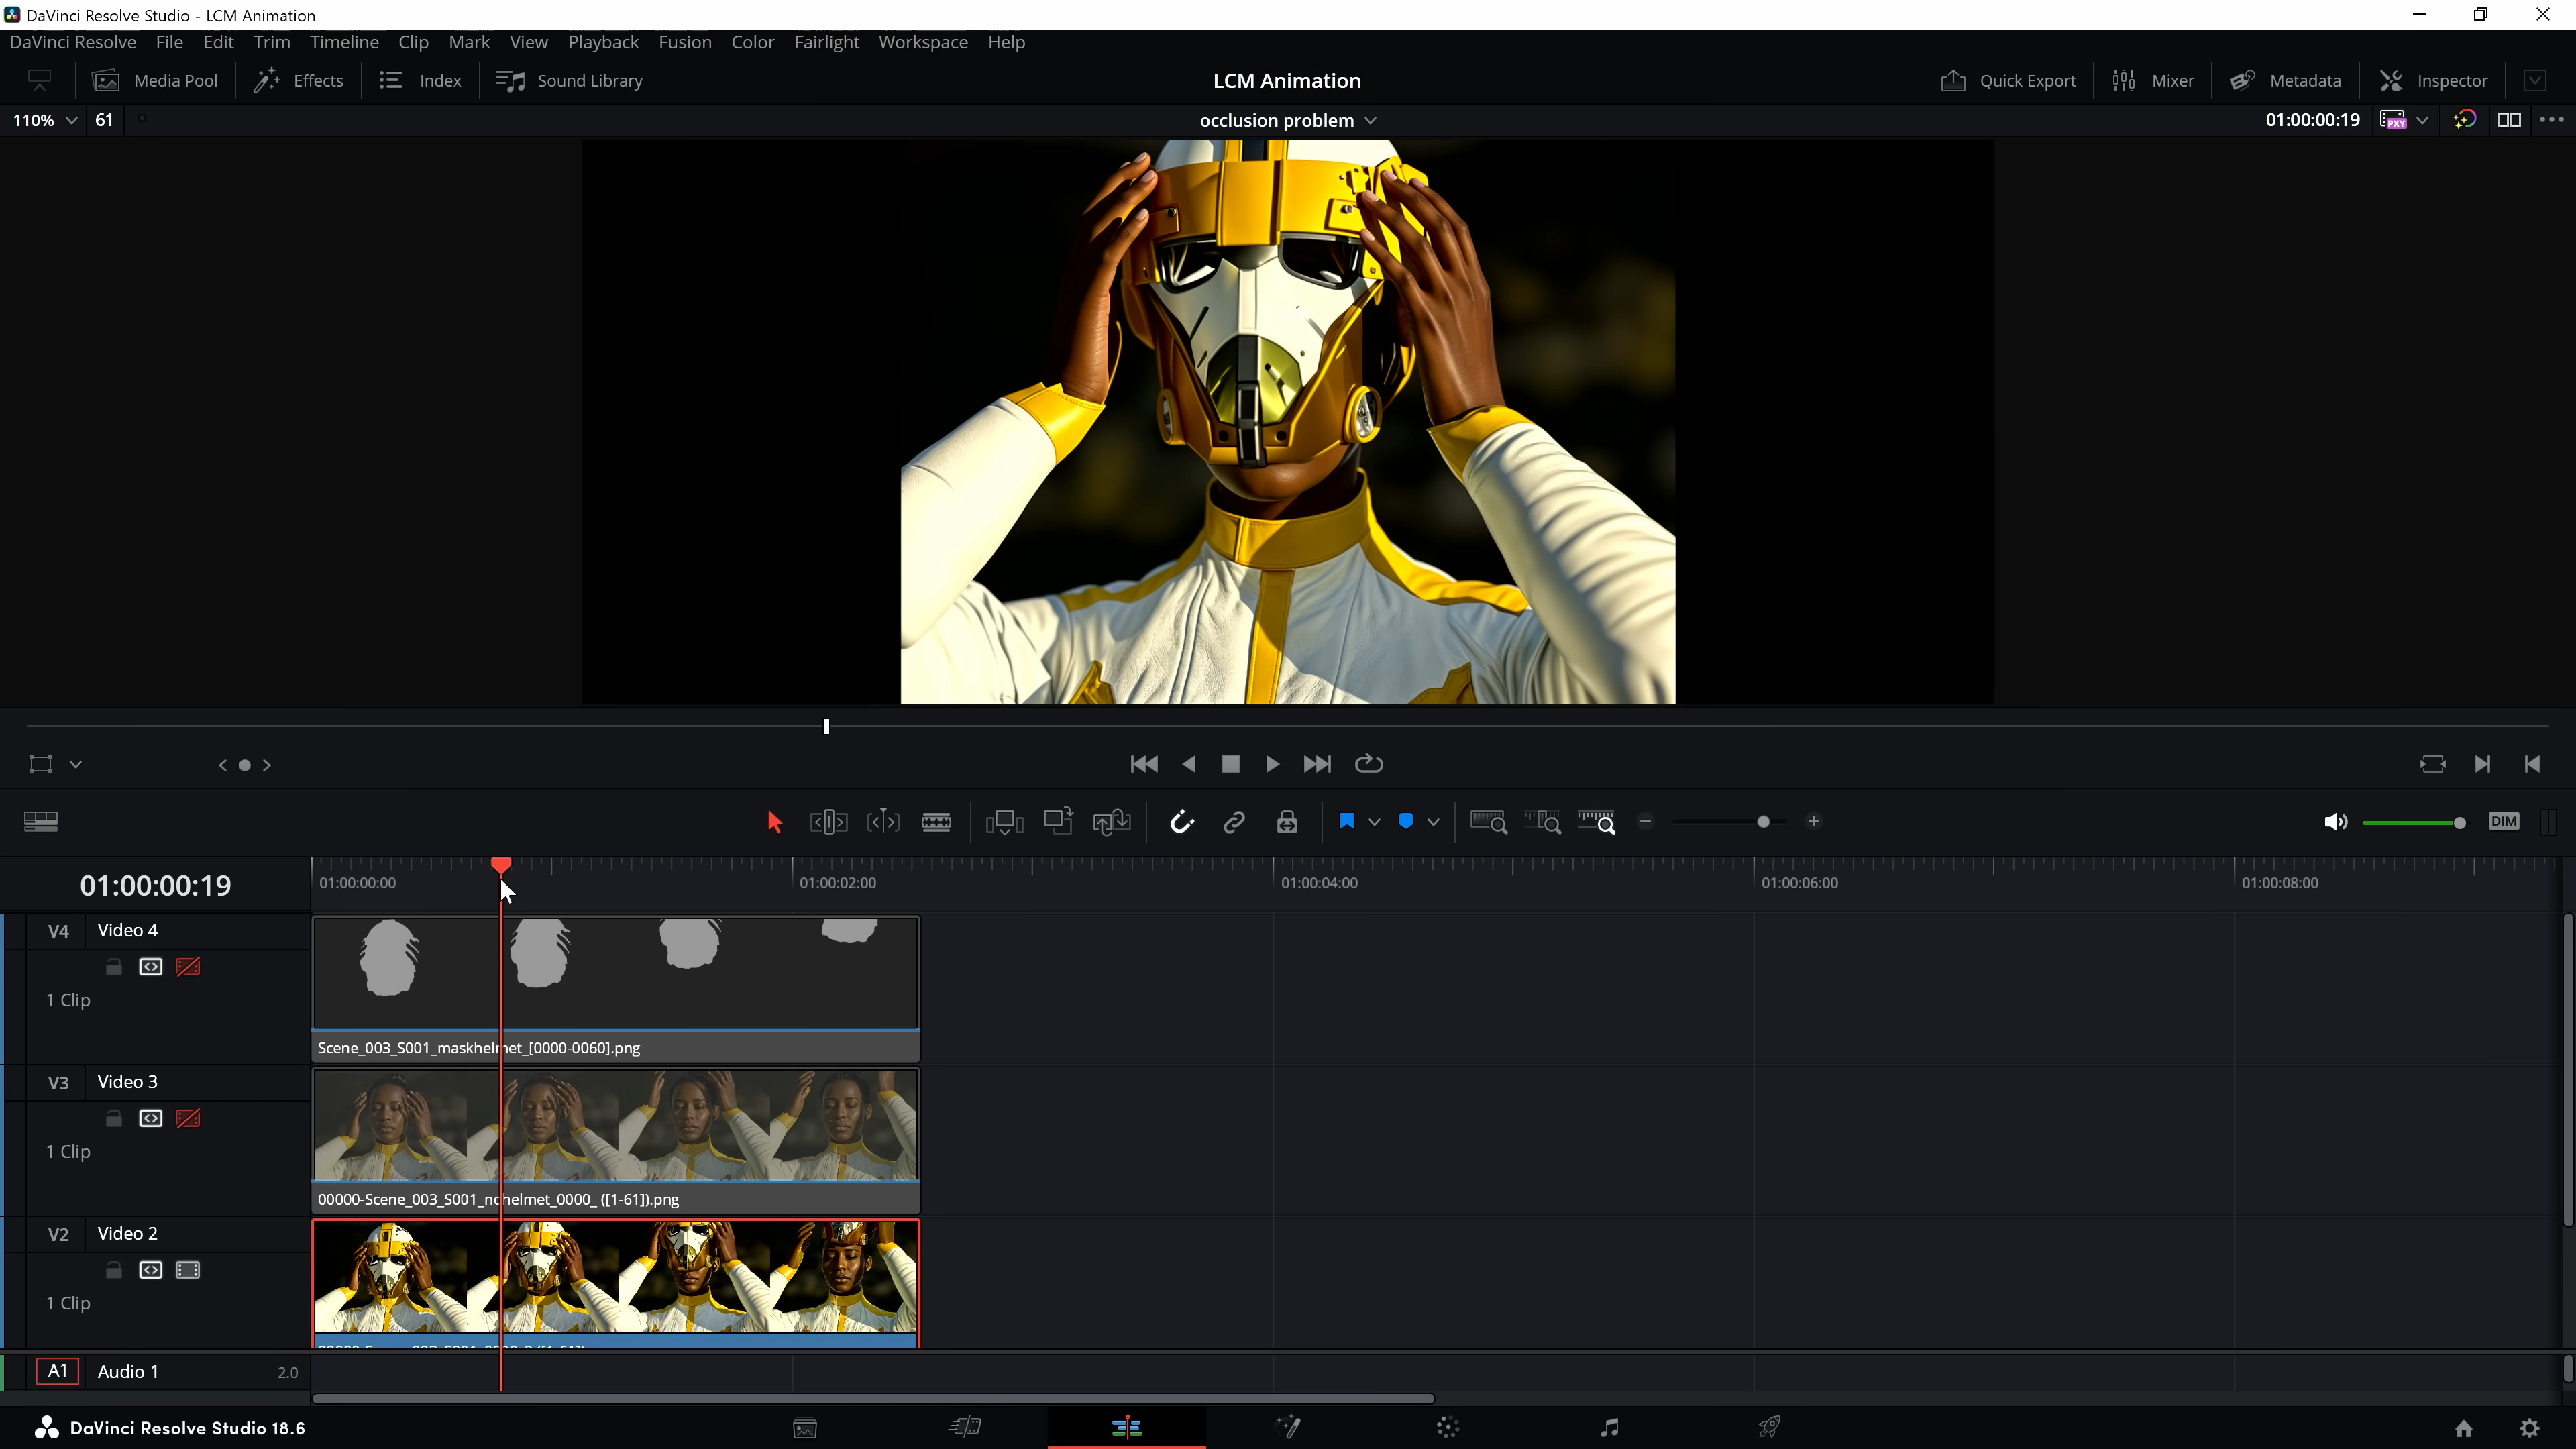 DaVinci Resolve Studio - LCM Animation
DaVinci Resolve File Edit Trim Timeline Clip Mark View Playback Fusion Color Fairlight Workspace Help
Media Pool Effects Index Sound Library LCM Animation Quick Export Mixer Metadata Inspector
110% 61 occlusion problem 01:00:00:19 PXY
DIM
01:00:00:19 01:00:00:00 01:00:02:00 01:00:04:00 01:00:06:00 01:00:08:00
V4 Video 4
1 Clip
Scene_003_S001_maskhelmet_[0000-0060].png
V3 Video 3
1 Clip
00000-Scene_003_S001_nohelmet_0000_ ([1-61]).png
V2 Video 2
1 Clip
A1 Audio 1 2.0
DaVinci Resolve Studio 18.6